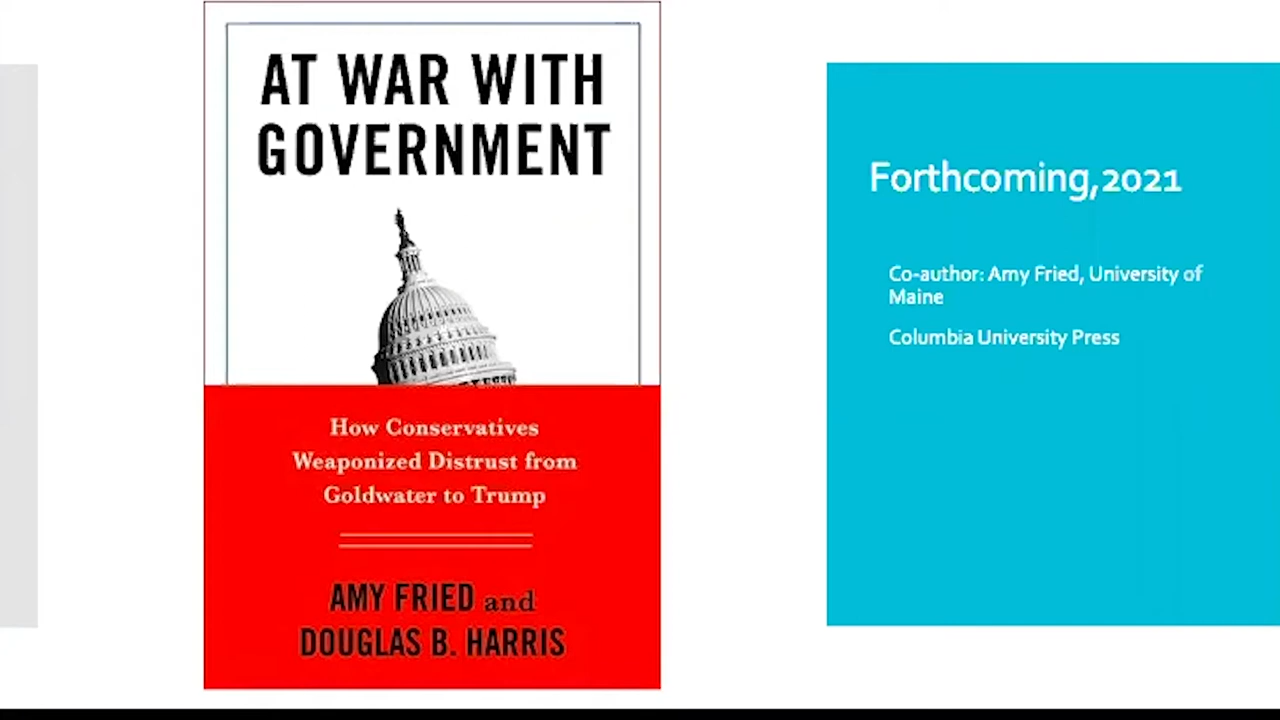 AT WAR WITH
GOVERNMENT
How Conservatives
Weaponized Distrust from
Goldwater to Trump
AMY FRIED and
DOUGLAS B. HARRIS
Forthcoming,2021
Co-author: Amy Fried, University of
Maine
Columbia University Press